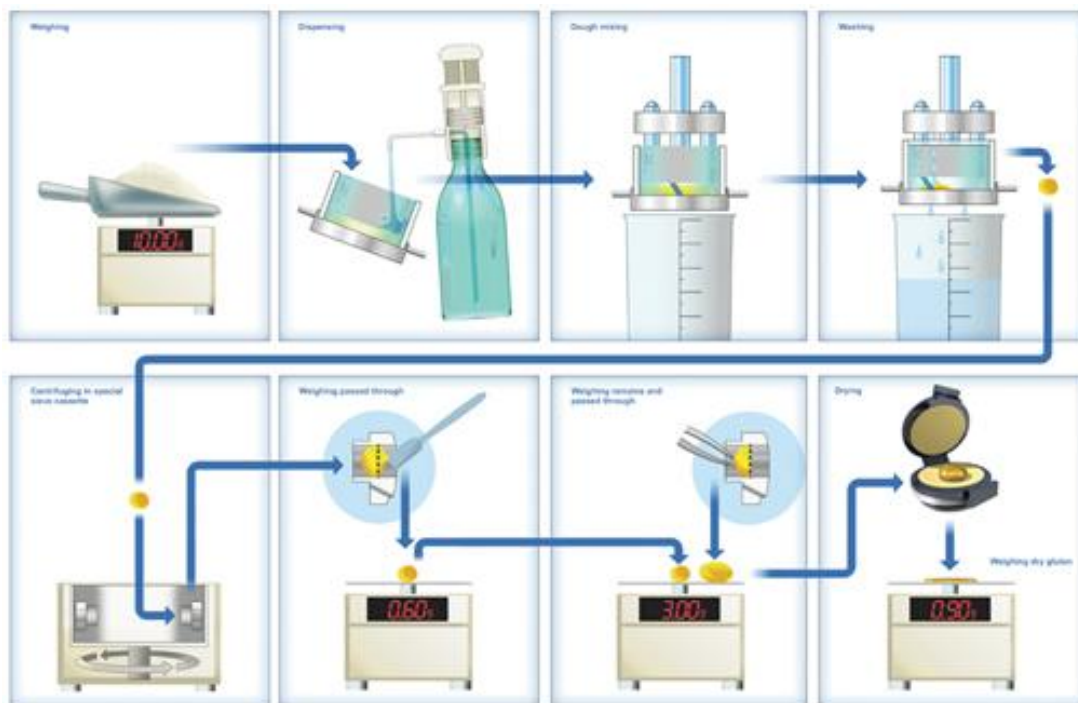 Weighing
Dispensing
Dough mixing
Washing
10.00g
Centrifuging in special
sieve cassette
Weighing passed through
Weighing remains and
passed through
Drying
Weighing dry gluten
0.60g
3.00g
0.90g